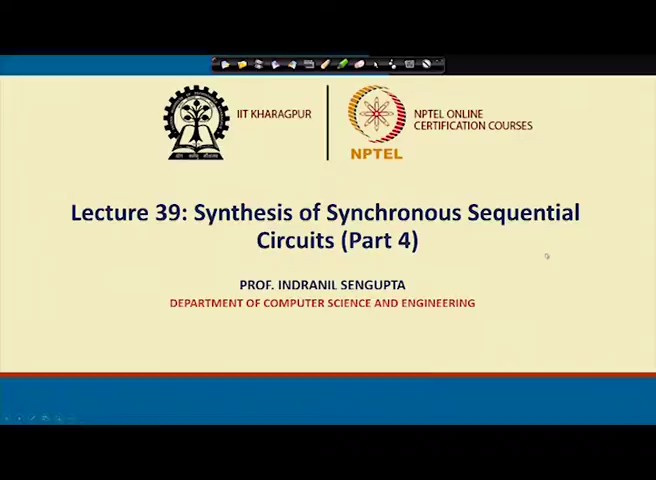 IIT KHARAGPUR
NPTEL ONLINE
CERTIFICATION COURSES
NPTEL
Lecture 39: Synthesis of Synchronous Sequential
Circuits (Part 4)
PROF. INDRANIL SENGUPTA
DEPARTMENT OF COMPUTER SCIENCE AND ENGINEERING